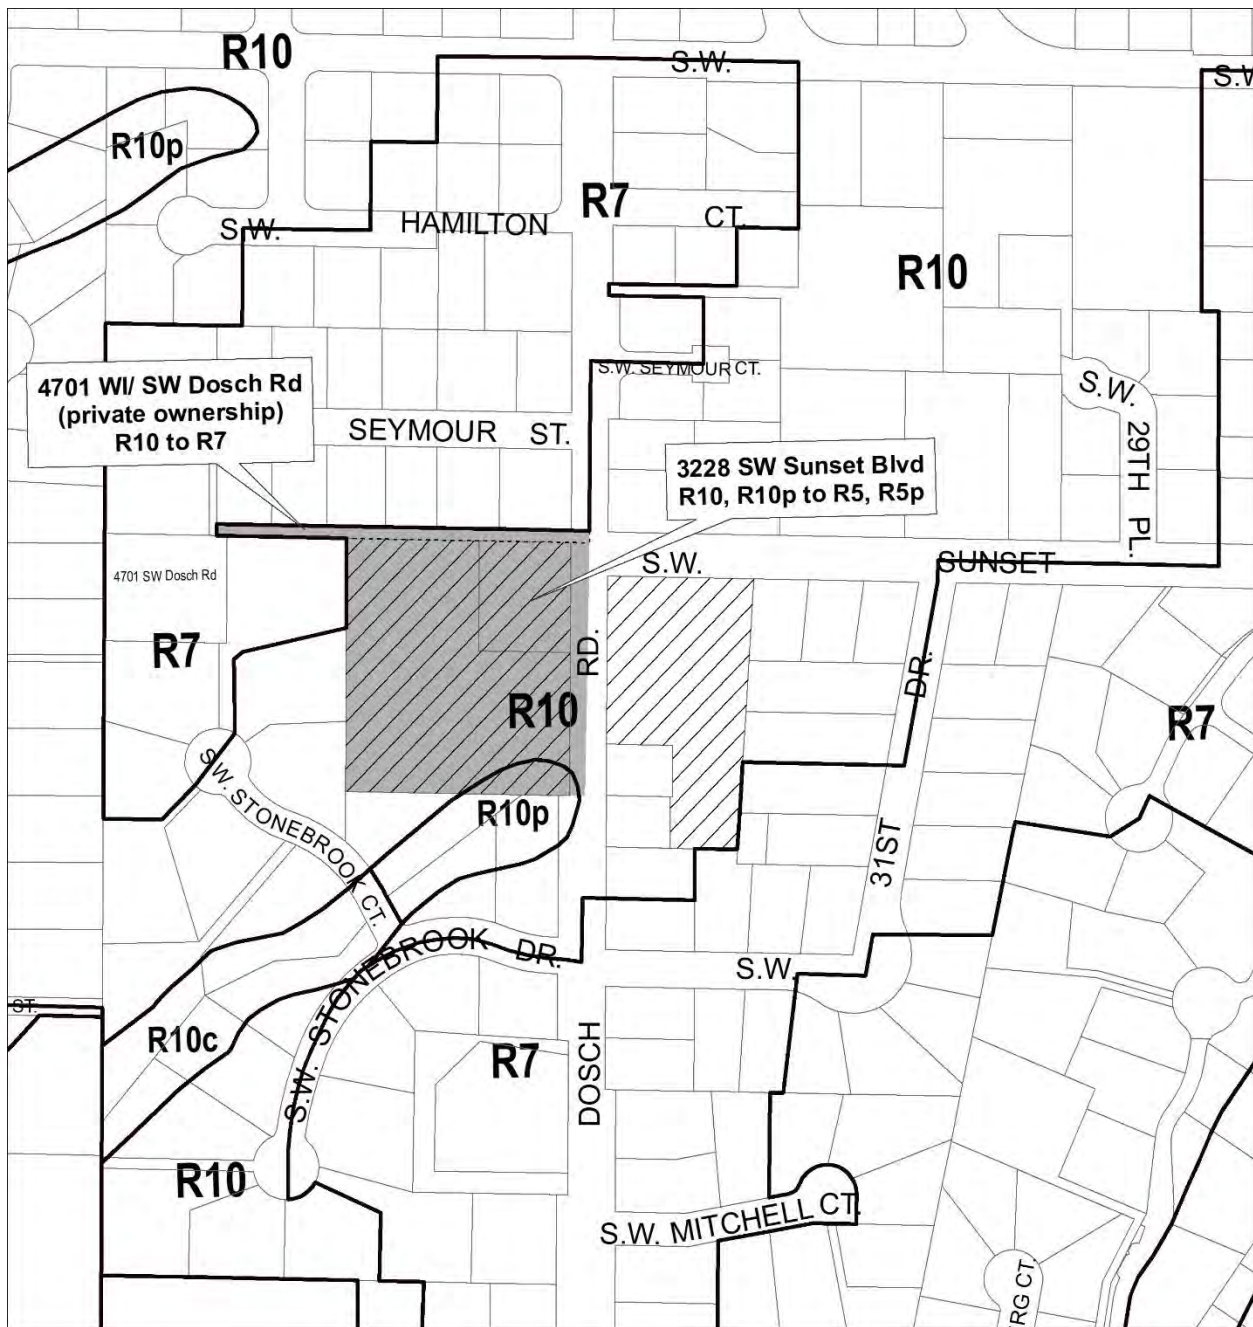 R10
S.W.
S.W
R10p
R7
S.W.
HAMILTON
CT.
R10
4701 WI/ SW Dosch Rd
(private ownership)
R10 to R7
S.W. SEYMOUR CT.
S.W.
29TH PL.
SEYMOUR ST.
3228 SW Sunset Blvd
R10, R10p to R5, R5p
S.W.
SUNSET
4701 SW Dosch Rd
R7
RD.
DR.
R10
R7
S.W. STONEBROOK CT.
R10p
31ST
S.W. STONEBROOK DR.
S.W.
ST.
R10c
R7
DOSCH
R10
S.W. MITCHELL CT.
RG CT.